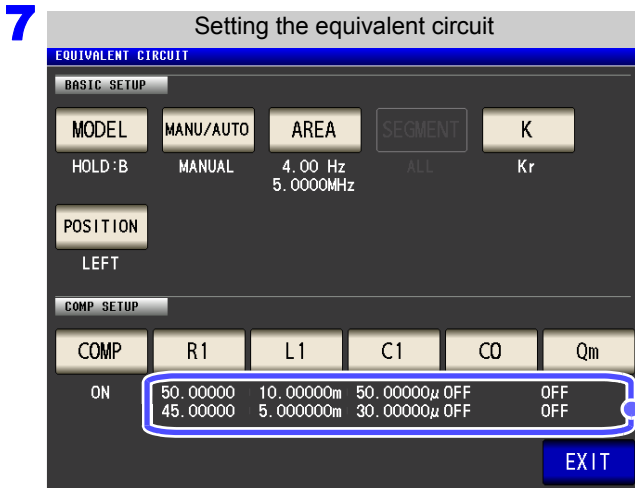 7
Setting the equivalent circuit
EQUIVALENT CIRCUIT
BASIC SETUP
MODEL MANU/AUTO AREA SEGMENT K
HOLD:B MANUAL 4.00 Hz ALL Kr
5.0000MHz
POSITION
LEFT
COMP SETUP
COMP R1 L1 C1 C0 Qm
ON 50.00000 10.00000m 50.00000μ OFF OFF
45.00000 5.000000m 30.00000μ OFF OFF
EXIT